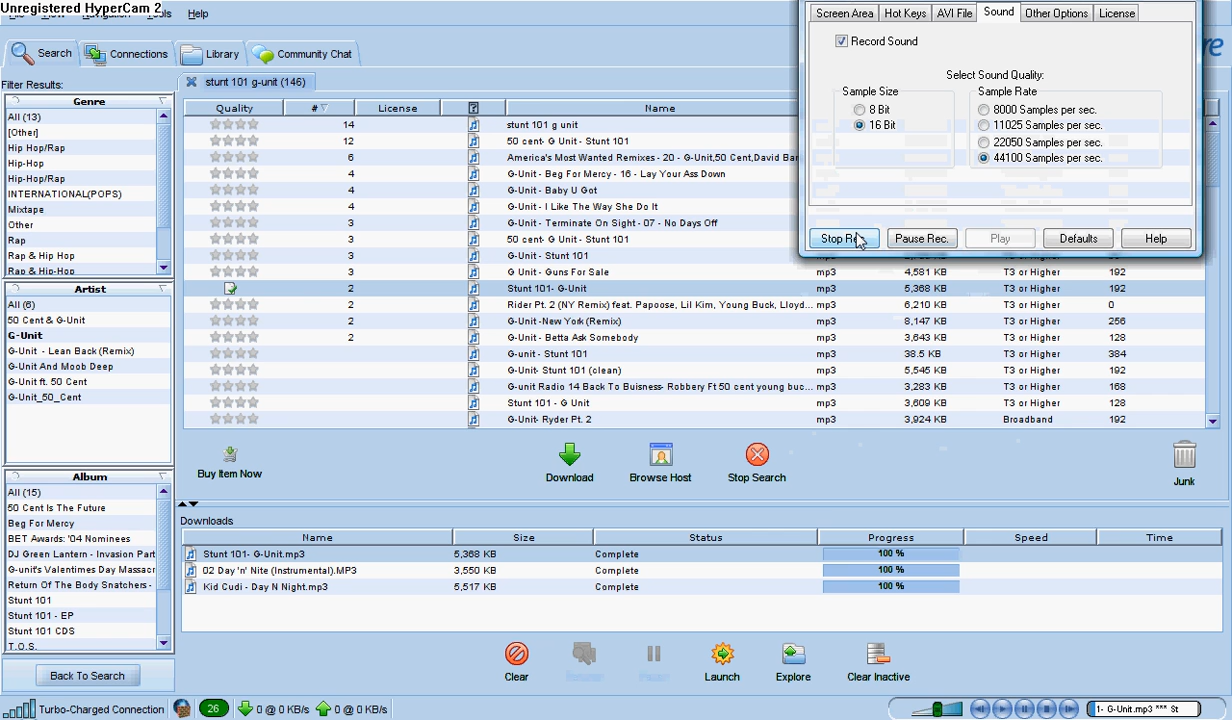 Unregistered HyperCam 2
View Navigation Tools Help
Search Connections Library Community Chat
Filter Results:
stunt 101 g-unit (146)
Genre
All (13)
[Other]
Hip Hop/Rap
Hip-Hop
Hip-Hop/Rap
INTERNATIONAL(POPS)
Mixtape
Other
Rap
Rap & Hip Hop
Rap & Hip-Hop
Artist
All (6)
50 Cent & G-Unit
G-Unit
G-Unit - Lean Back (Remix)
G-Unit And Moob Deep
G-Unit ft. 50 Cent
G-Unit_50_Cent
Album
All (15)
50 Cent Is The Future
Beg For Mercy
BET Awards: '04 Nominees
DJ Green Lantern - Invasion Part
G-unit's Valentimes Day Massacr
Return Of The Body Snatchers -
Stunt 101
Stunt 101 - EP
Stunt 101 CDS
T.O.S.
Back To Search
Quality # License ? Name
14 stunt 101 g unit
12 50 cent- G Unit - Stunt 101
6 America's Most Wanted Remixes - 20 - G-Unit,50 Cent,David Ban
4 G-Unit - Beg For Mercy - 16 - Lay Your Ass Down
4 G-Unit - Baby U Got
4 G-Unit - I Like The Way She Do It
3 G-Unit - Terminate On Sight - 07 - No Days Off
3 50 cent- G Unit - Stunt 101
3 G-Unit - Stunt 101
3 G Unit - Guns For Sale mp3 4,581 KB T3 or Higher 192
2 Stunt 101- G-Unit mp3 5,368 KB T3 or Higher 192
2 Rider Pt. 2 (NY Remix) feat. Papoose, Lil Kim, Young Buck, Lloyd... mp3 6,210 KB T3 or Higher 0
2 G-Unit -New York (Remix) mp3 8,147 KB T3 or Higher 256
2 G-Unit - Betta Ask Somebody mp3 3,643 KB T3 or Higher 128
G-unit - Stunt 101 mp3 38.5 KB T3 or Higher 384
G-Unit- Stunt 101 (clean) mp3 5,545 KB T3 or Higher 192
G-unit Radio 14 Back To Buisness- Robbery Ft 50 cent young buc... mp3 3,283 KB T3 or Higher 168
Stunt 101 - G Unit mp3 3,609 KB T3 or Higher 128
G-Unit- Ryder Pt. 2 mp3 3,924 KB Broadband 192
Screen Area Hot Keys AVI File Sound Other Options License
Record Sound
Select Sound Quality:
Sample Size
8 Bit
16 Bit
Sample Rate
8000 Samples per sec.
11025 Samples per sec.
22050 Samples per sec.
44100 Samples per sec.
Stop Pause Rec. Play Defaults Help
Buy Item Now Download Browse Host Stop Search Junk
Downloads
Name Size Status Progress Speed Time
Stunt 101- G-Unit.mp3 5,368 KB Complete 100 %
02 Day 'n' Nite (Instrumental).MP3 3,550 KB Complete 100 %
Kid Cudi - Day N Night.mp3 5,517 KB Complete 100 %
Clear Launch Explore Clear Inactive
Turbo-Charged Connection 26 0 @ 0 KB/s 0 @ 0 KB/s 1- G-Unit.mp3 *** St